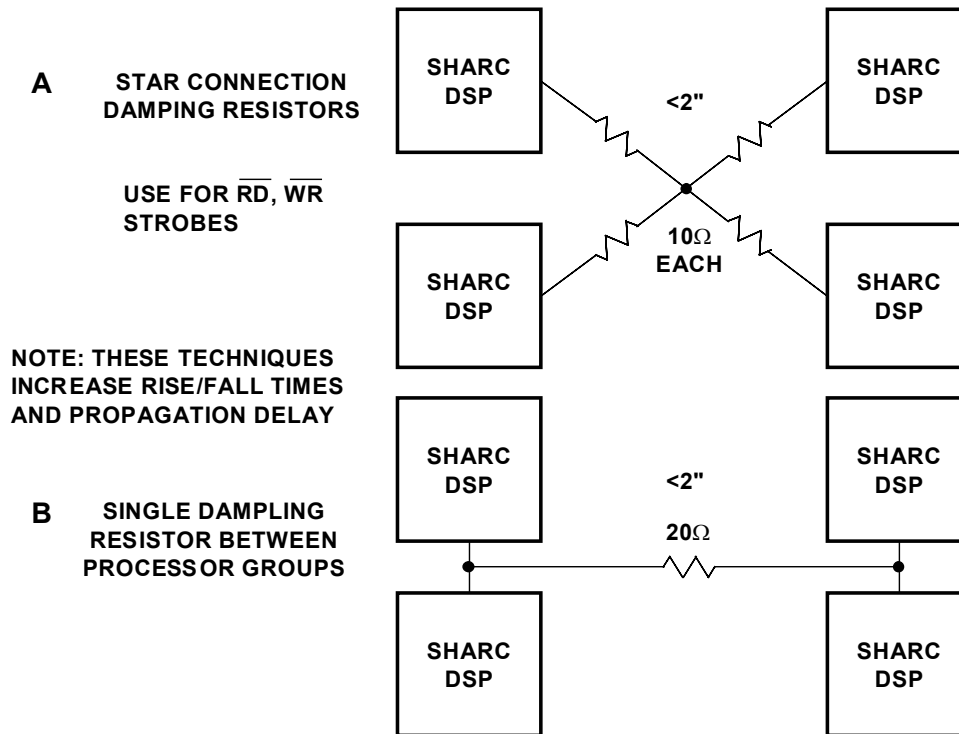 A
STAR CONNECTION
DAMPING RESISTORS
USE FOR R̅D̅, W̅R̅
STROBES
SHARC
DSP
SHARC
DSP
<2"
10Ω
EACH
SHARC
DSP
SHARC
DSP
NOTE: THESE TECHNIQUES
INCREASE RISE/FALL TIMES
AND PROPAGATION DELAY
B
SINGLE DAMPLING
RESISTOR BETWEEN
PROCESSOR GROUPS
SHARC
DSP
SHARC
DSP
<2"
20Ω
SHARC
DSP
SHARC
DSP